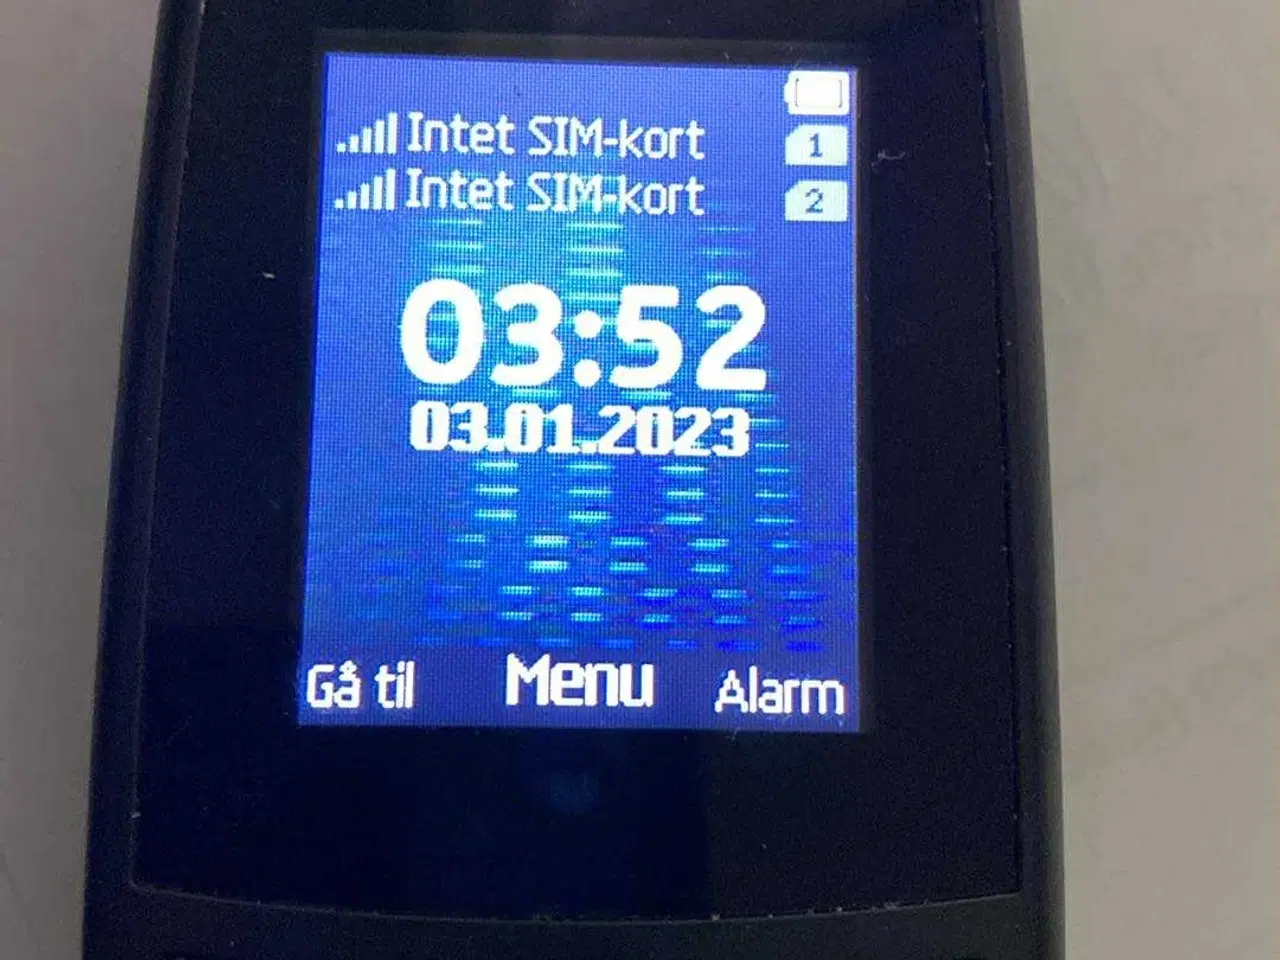 Intet SIM-kort 1
Intet SIM-kort 2
03:52
03.01.2023
Gå til Menu Alarm